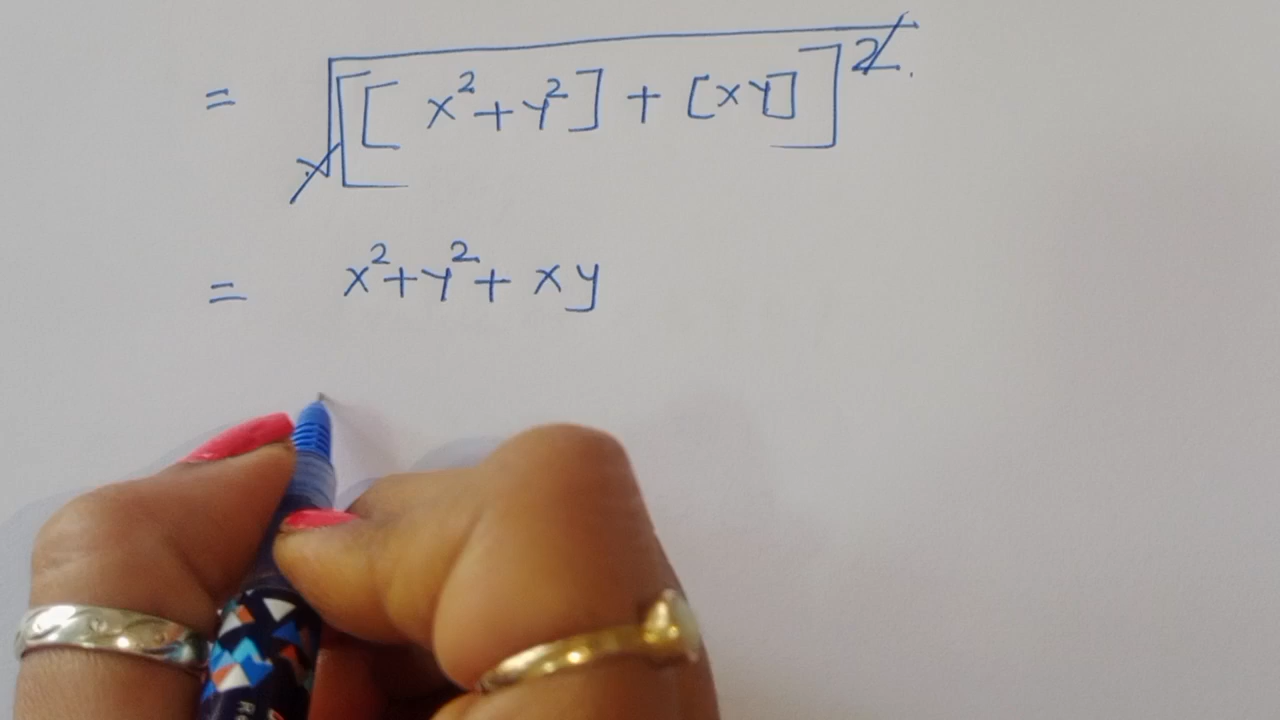 = √[[x²+y²]+[xy]]²
= x²+y²+xy